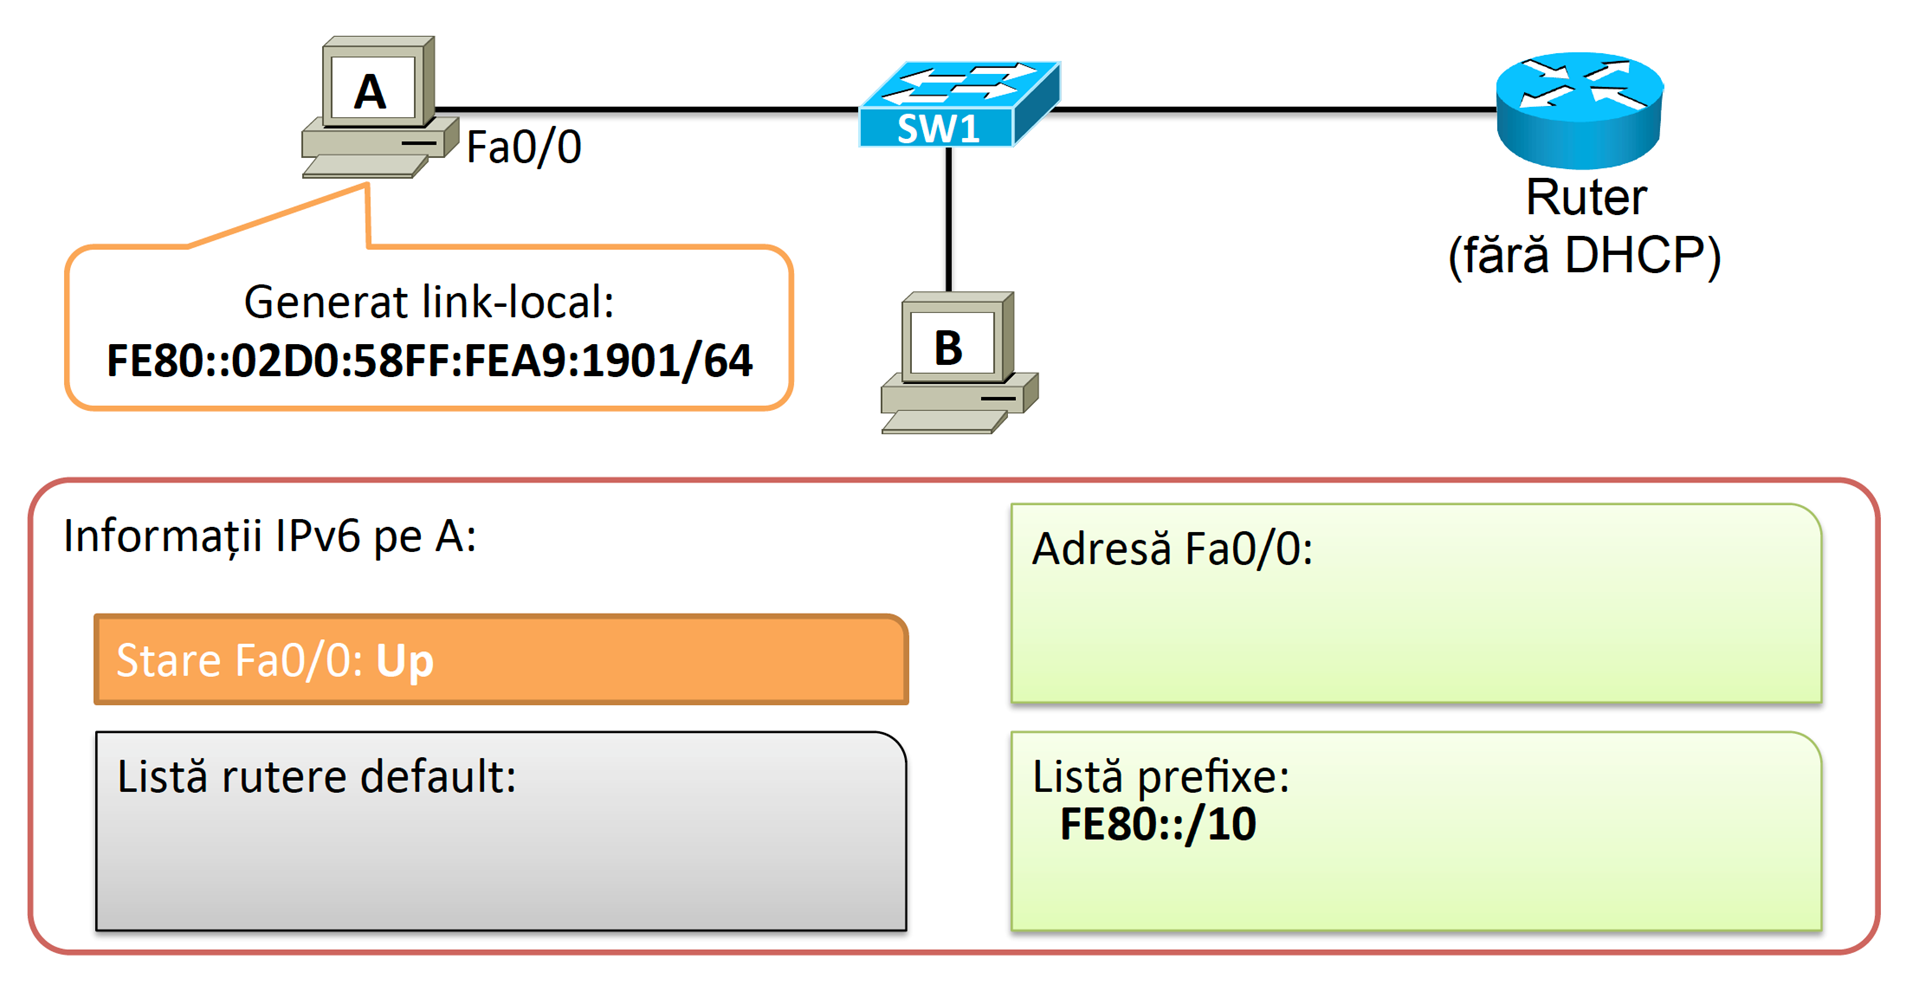 A
Fa0/0
SW1
Ruter
(fără DHCP)
Generat link-local:
FE80::02D0:58FF:FEA9:1901/64
B
Informații IPv6 pe A:
Stare Fa0/0: Up
Adresă Fa0/0:
Listă rutere default:
Listă prefixe:
FE80::/10